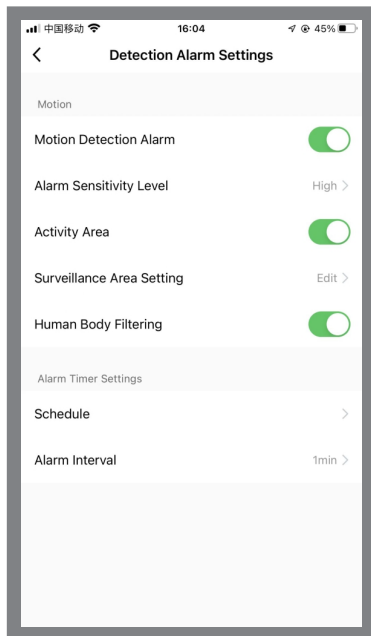 中国移动 16:04 45%
Detection Alarm Settings
Motion
Motion Detection Alarm
Alarm Sensitivity Level High
Activity Area
Surveillance Area Setting Edit
Human Body Filtering
Alarm Timer Settings
Schedule
Alarm Interval 1min